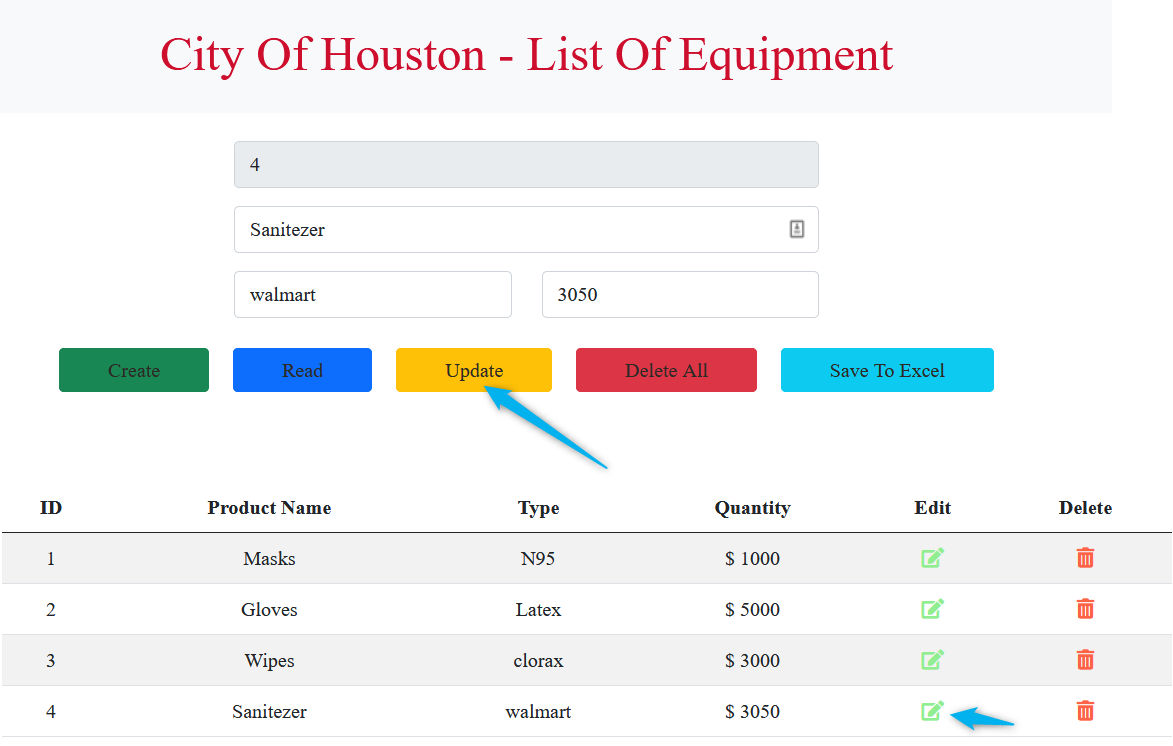 City Of Houston - List Of Equipment
4
Sanitezer
walmart 3050
Create Read Update Delete All Save To Excel
ID Product Name Type Quantity Edit Delete
1 Masks N95 $ 1000
2 Gloves Latex $ 5000
3 Wipes clorax $ 3000
4 Sanitezer walmart $ 3050